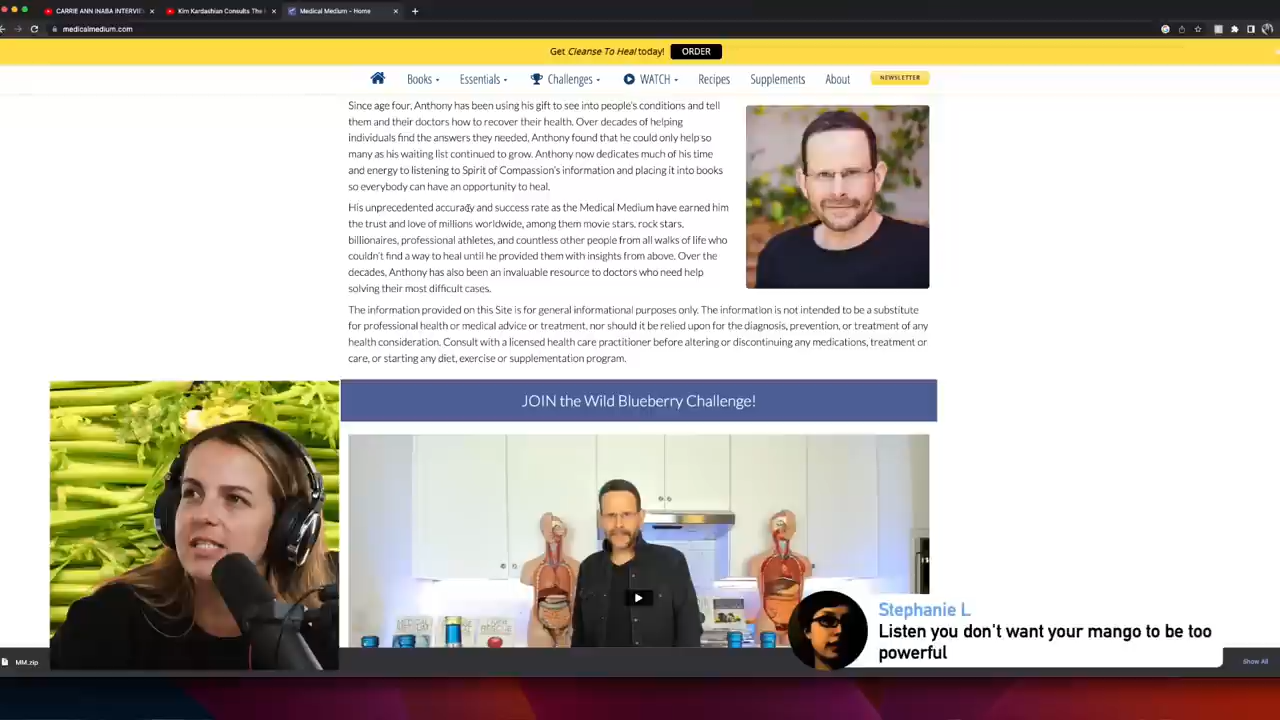 CARRIE ANN INABA INTERVIE
Kim Kardashian Consults The
Medical Medium - Home
medicalmedium.com
Get Cleanse To Heal today! ORDER
Books Essentials Challenges WATCH Recipes Supplements About NEWSLETTER
Since age four, Anthony has been using his gift to see into people's conditions and tell
them and their doctors how to recover their health. Over decades of helping
individuals find the answers they needed, Anthony found that he could only help so
many as his waiting list continued to grow. Anthony now dedicates much of his time
and energy to listening to Spirit of Compassion's information and placing it into books
so everybody can have an opportunity to heal.
His unprecedented accuracy and success rate as the Medical Medium have earned him
the trust and love of millions worldwide, among them movie stars, rock stars,
billionaires, professional athletes, and countless other people from all walks of life who
couldn't find a way to heal until he provided them with insights from above. Over the
decades, Anthony has also been an invaluable resource to doctors who need help
solving their most difficult cases.
The information provided on this Site is for general informational purposes only. The information is not intended to be a substitute
for professional health or medical advice or treatment, nor should it be relied upon for the diagnosis, prevention, or treatment of any
health consideration. Consult with a licensed health care practitioner before altering or discontinuing any medications, treatment or
care, or starting any diet, exercise or supplementation program.
JOIN the Wild Blueberry Challenge!
Stephanie L
Listen you don't want your mango to be too
powerful
MM.zip
Show All